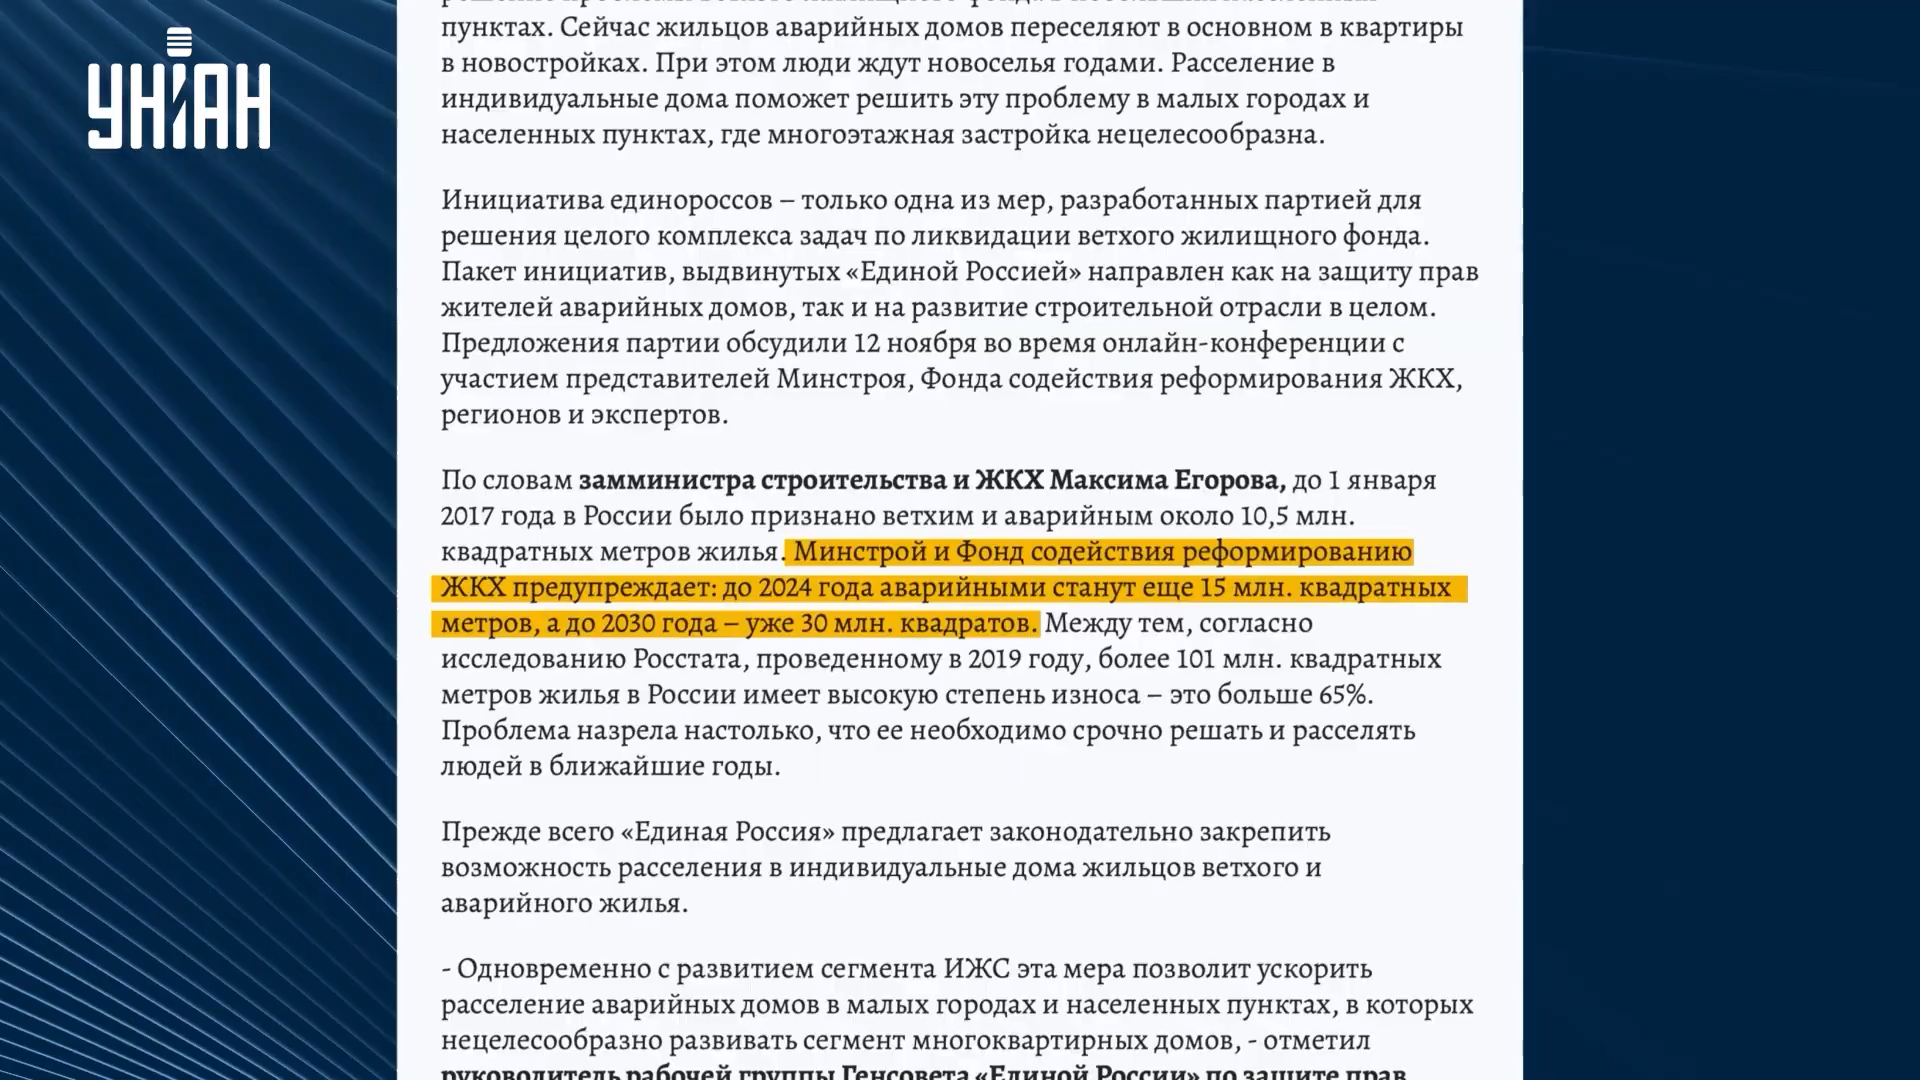 УНІАН
пунктах. Сейчас жильцов аварийных домов переселяют в основном в квартиры
в новостройках. При этом люди ждут новоселья годами. Расселение в
индивидуальные дома поможет решить эту проблему в малых городах и
населенных пунктах, где многоэтажная застройка нецелесообразна.
Инициатива единороссов – только одна из мер, разработанных партией для
решения целого комплекса задач по ликвидации ветхого жилищного фонда.
Пакет инициатив, выдвинутых «Единой Россией» направлен как на защиту прав
жителей аварийных домов, так и на развитие строительной отрасли в целом.
Предложения партии обсудили 12 ноября во время онлайн-конференции с
участием представителей Минстроя, Фонда содействия реформирования ЖКХ,
регионов и экспертов.
По словам замминистра строительства и ЖКХ Максима Егорова, до 1 января
2017 года в России было признано ветхим и аварийным около 10,5 млн.
квадратных метров жилья. Минстрой и Фонд содействия реформированию
ЖКХ предупреждает: до 2024 года аварийными станут еще 15 млн. квадратных
метров, а до 2030 года – уже 30 млн. квадратов. Между тем, согласно
исследованию Росстата, проведенному в 2019 году, более 101 млн. квадратных
метров жилья в России имеет высокую степень износа – это больше 65%.
Проблема назрела настолько, что ее необходимо срочно решать и расселять
людей в ближайшие годы.
Прежде всего «Единая Россия» предлагает законодательно закрепить
возможность расселения в индивидуальные дома жильцов ветхого и
аварийного жилья.
- Одновременно с развитием сегмента ИЖС эта мера позволит ускорить
расселение аварийных домов в малых городах и населенных пунктах, в которых
нецелесообразно развивать сегмент многоквартирных домов, - отметил
руководитель рабочей группы Генсовета «Единой России» по защите прав